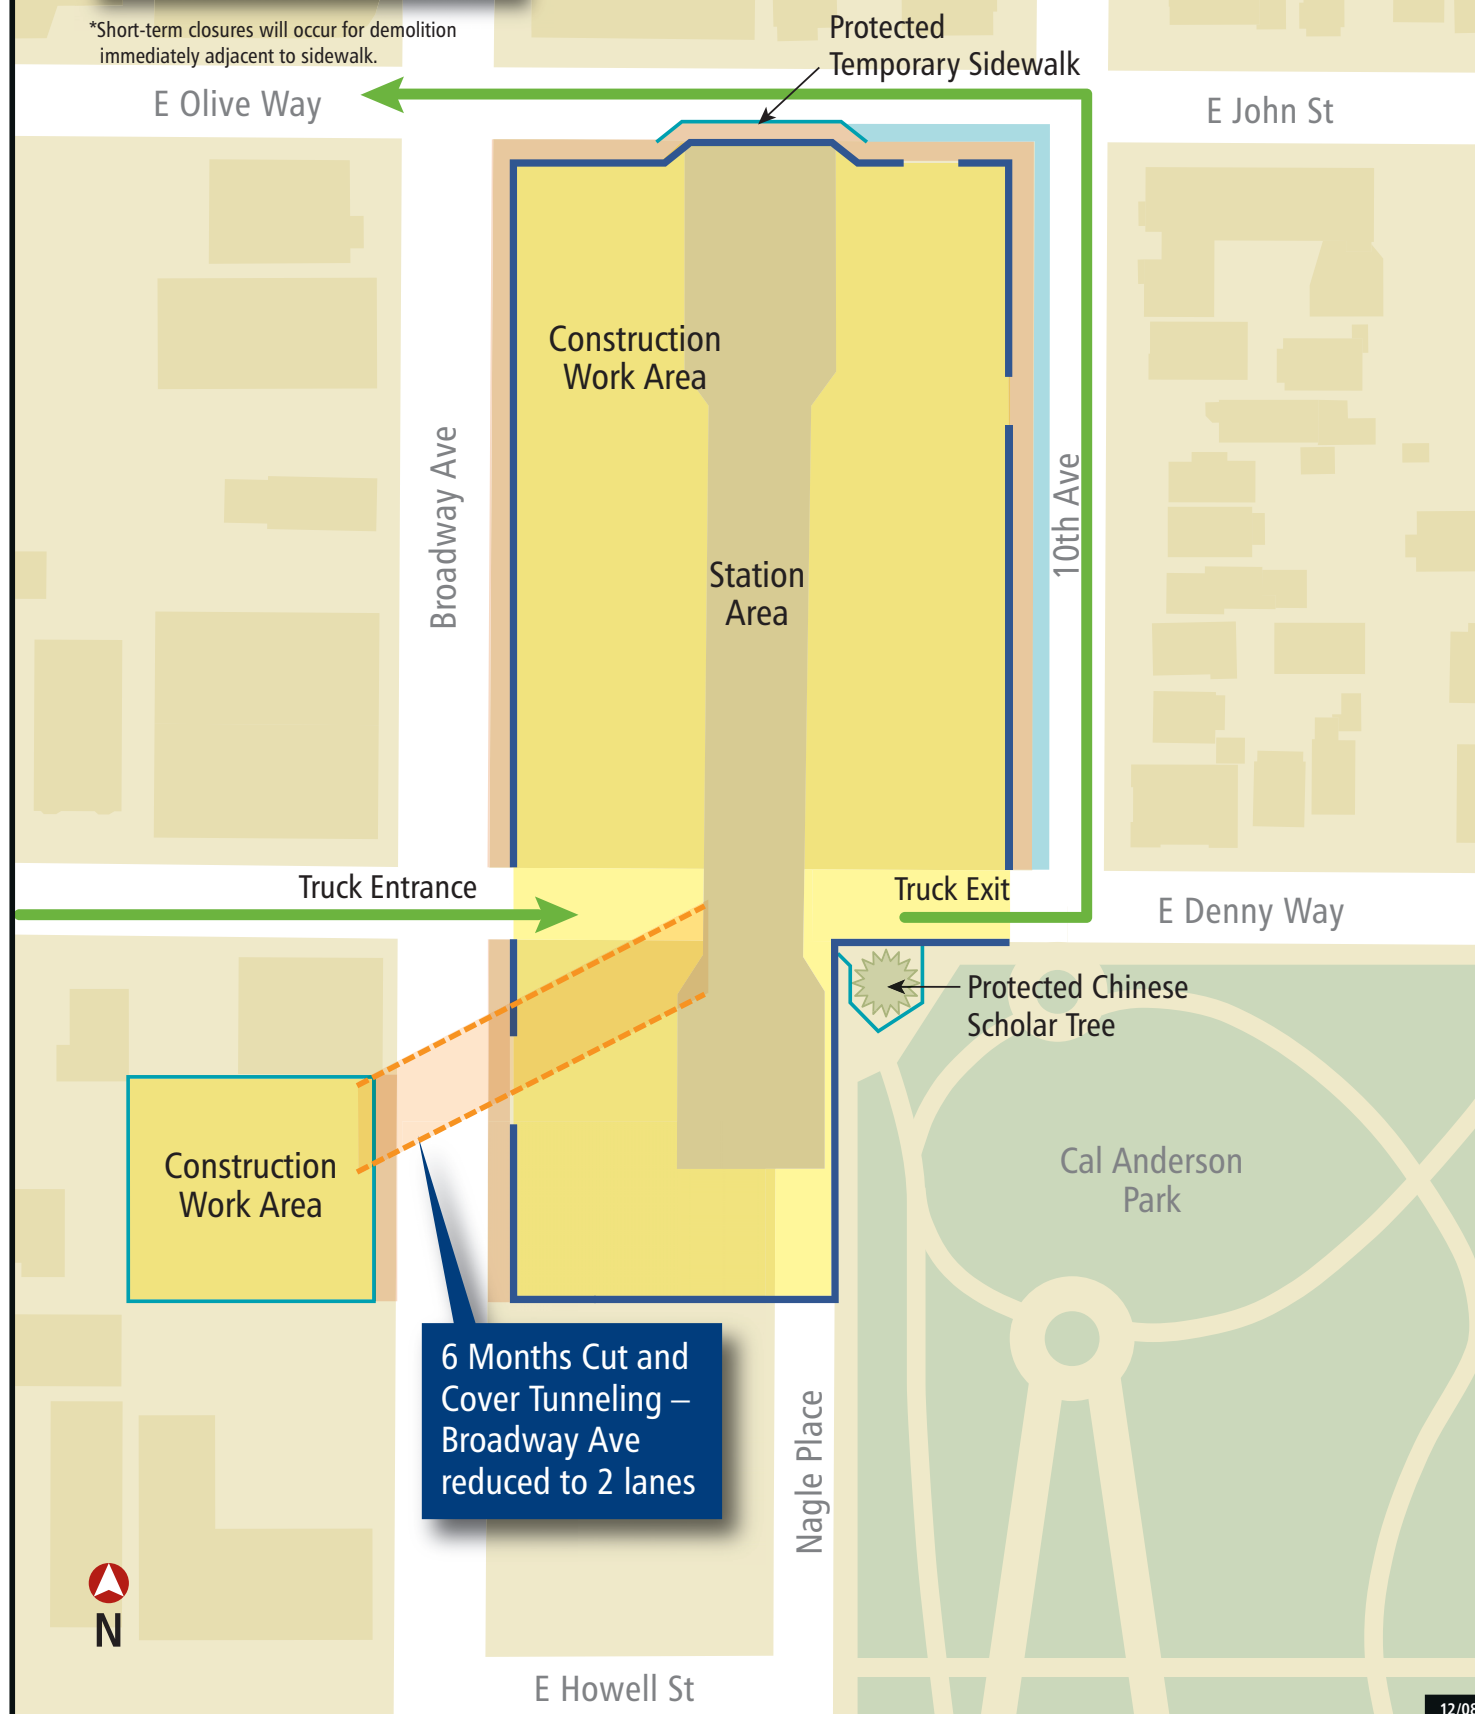 *Short-term closures will occur for demolition
immediately adjacent to sidewalk.
Protected
Temporary Sidewalk
E Olive Way
E John St
Construction
Work Area
Broadway Ave
10th Ave
Station
Area
Truck Entrance
Truck Exit
E Denny Way
Protected Chinese
Scholar Tree
Construction
Work Area
Cal Anderson
Park
6 Months Cut and
Cover Tunneling –
Broadway Ave
reduced to 2 lanes
Nagle Place
N
E Howell St
12/08